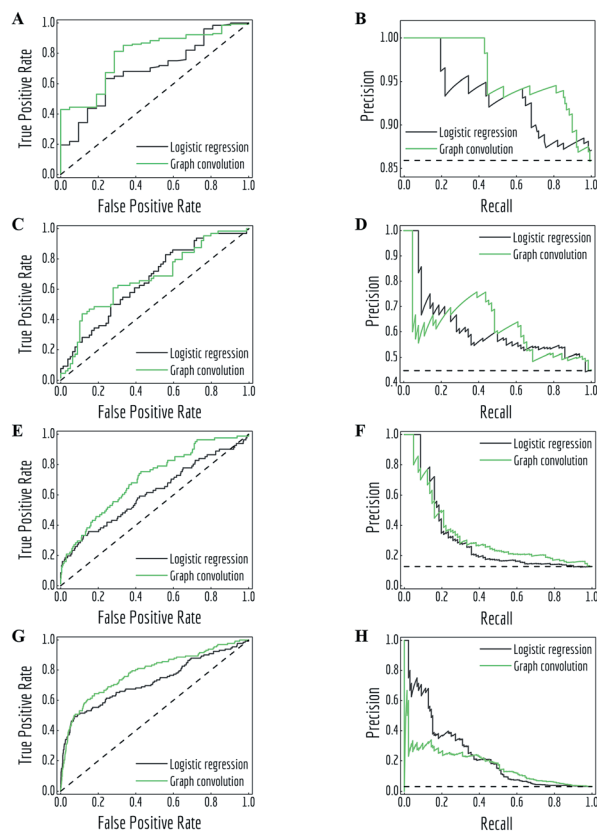 A
True Positive Rate
1.0
0.8
0.6
0.4
0.2
0.0
Logistic regression
Graph convolution
0.0 0.2 0.4 0.6 0.8 1.0
False Positive Rate
B
Precision
1.00
0.95
0.90
0.85
Logistic regression
Graph convolution
0.0 0.2 0.4 0.6 0.8 1.0
Recall
C
True Positive Rate
1.0
0.8
0.6
0.4
0.2
0.0
Logistic regression
Graph convolution
0.0 0.2 0.4 0.6 0.8 1.0
False Positive Rate
D
Precision
1.0
0.9
0.8
0.7
0.6
0.5
0.4
Logistic regression
Graph convolution
0.0 0.2 0.4 0.6 0.8 1.0
Recall
E
True Positive Rate
1.0
0.8
0.6
0.4
0.2
0.0
Logistic regression
Graph convolution
0.0 0.2 0.4 0.6 0.8 1.0
False Positive Rate
F
Precision
1.0
0.8
0.6
0.4
0.2
0.0
Logistic regression
Graph convolution
0.0 0.2 0.4 0.6 0.8 1.0
Recall
G
True Positive Rate
1.0
0.8
0.6
0.4
0.2
0.0
Logistic regression
Graph convolution
0.0 0.2 0.4 0.6 0.8 1.0
False Positive Rate
H
Precision
1.0
0.8
0.6
0.4
0.2
0.0
Logistic regression
Graph convolution
0.0 0.2 0.4 0.6 0.8 1.0
Recall